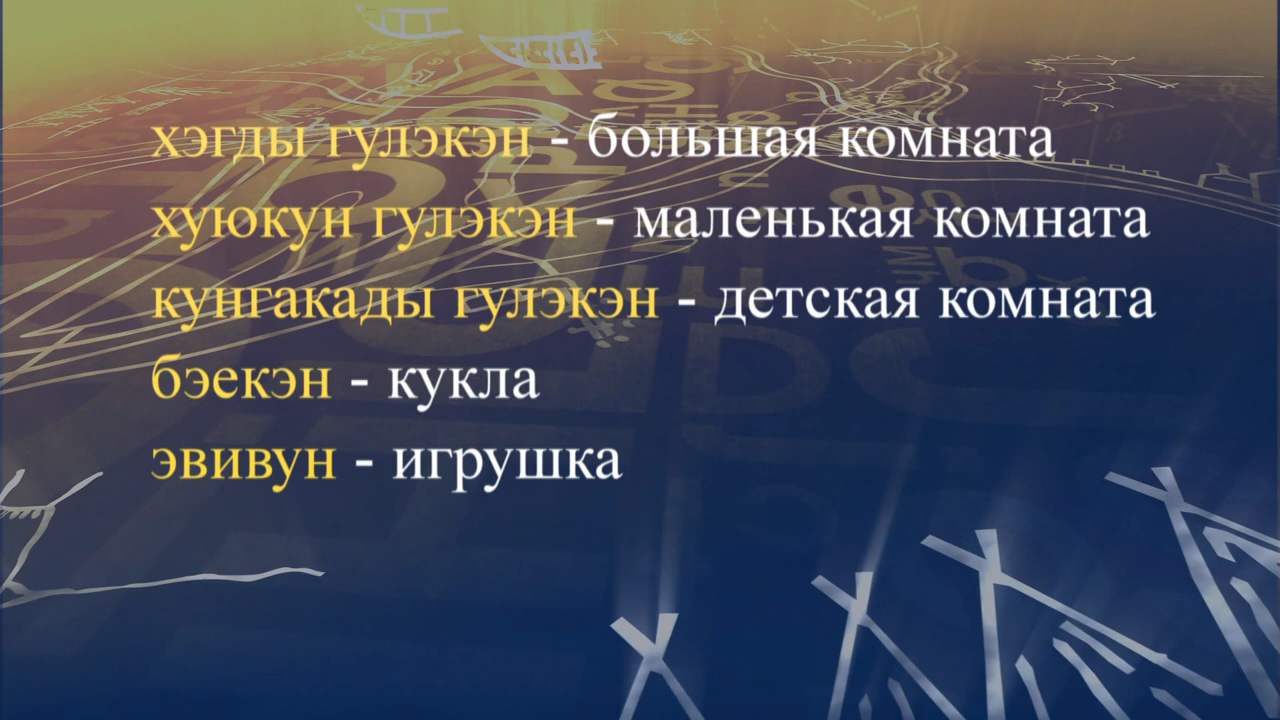 хэгды гулэкэн - большая комната
хуюкун гулэкэн - маленькая комната
кунгакады гулэкэн - детская комната
бэекэн - кукла
эвивун - игрушка